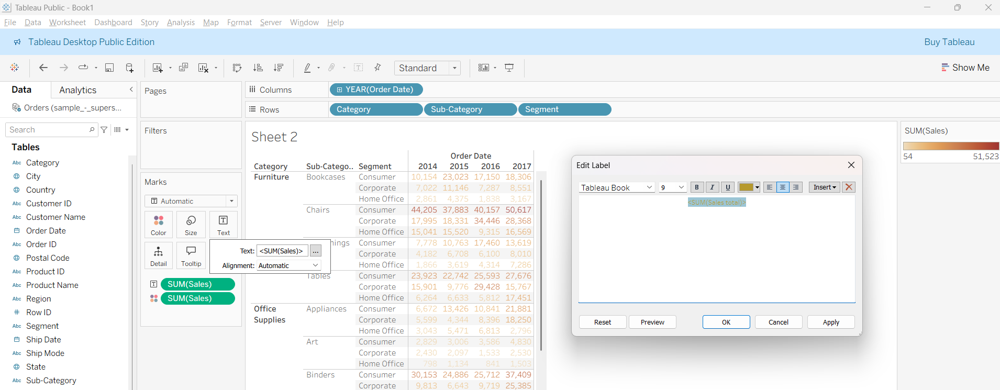 Tableau Public - Book1
File Data Worksheet Dashboard Story Analysis Map Format Server Window Help
Tableau Desktop Public Edition
Buy Tableau
Standard
Show Me
Data
Analytics
Orders (sample_-_supers...
Search
Tables
Abc Category
City
Country
Abc Customer ID
Abc Customer Name
Order Date
Abc Order ID
Postal Code
Abc Product ID
Abc Product Name
Abc Region
# Row ID
Abc Segment
Ship Date
Abc Ship Mode
State
Abc Sub-Category
Pages
Filters
Marks
Automatic
Color
Size
Text
Detail
Tooltip
SUM(Sales)
SUM(Sales)
Text: <SUM(Sales)> ...
Alignment: Automatic
Columns
YEAR(Order Date)
Rows
Category
Sub-Category
Segment
Sheet 2
Order Date
Category Sub-Catego.. Segment 2014 2015 2016 2017
Furniture Bookcases Consumer 10,154 23,023 17,150 18,306
Corporate 7,022 11,146 7,287 8,551
Home Office 2,861 4,375 1,838 3,167
Chairs Consumer 44,205 37,883 40,157 50,617
Corporate 17,995 18,331 34,446 28,368
Home Office 15,041 15,520 9,315 16,569
nings Consumer 7,778 10,763 17,460 13,619
Corporate 4,182 6,708 6,100 8,010
Home Office 1,866 3,619 4,314 7,286
Tables Consumer 23,923 22,742 25,593 27,676
Corporate 15,901 9,776 29,428 15,767
Home Office 6,264 6,633 5,812 17,451
Office Supplies Appliances Consumer 6,672 13,426 10,841 21,881
Corporate 5,599 4,344 8,396 18,250
Home Office 3,043 5,471 6,813 2,796
Art Consumer 2,829 3,006 3,586 4,830
Corporate 2,430 2,097 1,533 2,530
Home Office 798 1,134 841 1,503
Binders Consumer 30,153 24,886 25,712 37,409
Corporate 9,813 6,643 9,719 25,385
Edit Label
Tableau Book
9
B I U
Insert
<SUM(Sales total)>
Reset
Preview
OK
Cancel
Apply
SUM(Sales)
54 51,523